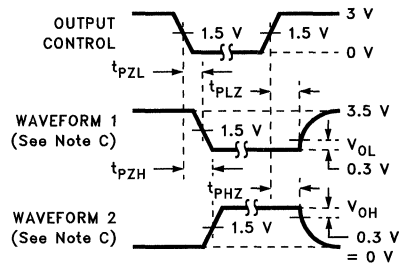 OUTPUT
CONTROL
3 V
1.5 V
1.5 V
0 V
tPZL
tPLZ
WAVEFORM 1
(See Note C)
3.5 V
1.5 V
VOL
0.3 V
tPZH
tPHZ
WAVEFORM 2
(See Note C)
VOH
1.5 V
0.3 V
≈ 0 V